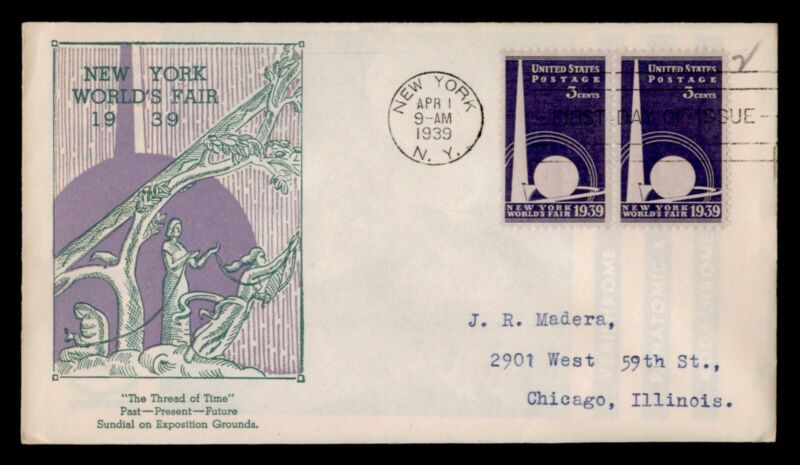 NEW YORK
WORLD'S FAIR
19 39
"The Thread of Time"
Past—Present—Future
Sundial on Exposition Grounds.
NEW YORK
APR 1
9-AM
1939
N. Y.
UNITED STATES
POSTAGE
3 CENTS
NEW YORK
WORLD'S FAIR 1939
UNITED STATES
POSTAGE
3 CENTS
NEW YORK
WORLD'S FAIR 1939
FIRST DAY OF ISSUE
2
J. R. Madera,
2901 West 59th St.,
Chicago, Illinois.